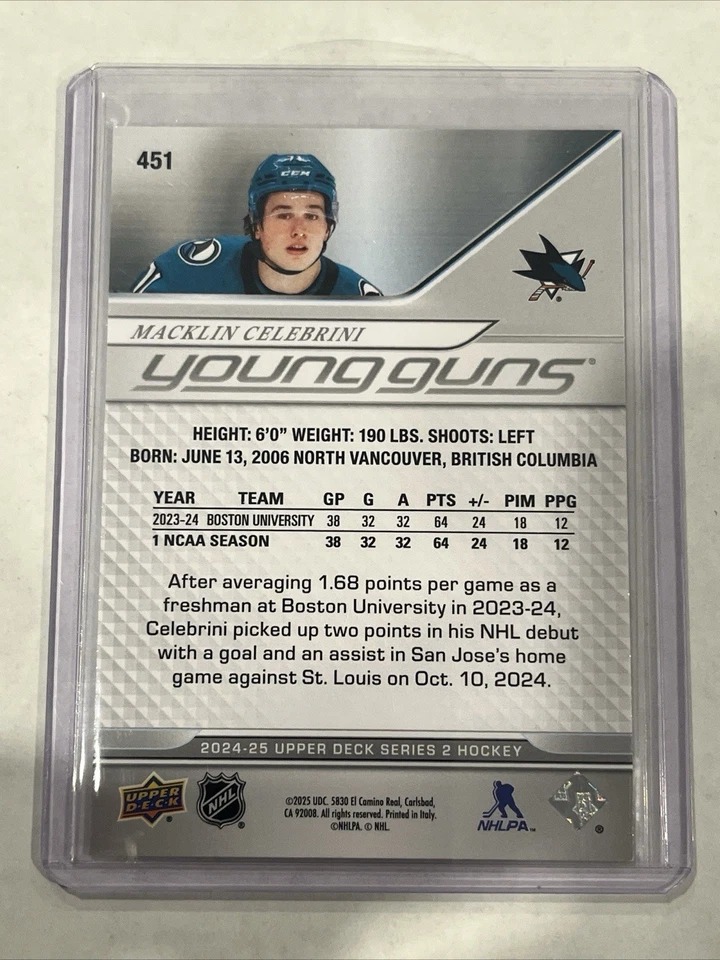 451
CCM
MACKLIN CELEBRINI
young guns®
HEIGHT: 6'0" WEIGHT: 190 LBS. SHOOTS: LEFT
BORN: JUNE 13, 2006 NORTH VANCOUVER, BRITISH COLUMBIA
YEAR TEAM GP G A PTS +/- PIM PPG
2023-24 BOSTON UNIVERSITY 38 32 32 64 24 18 12
1 NCAA SEASON 38 32 32 64 24 18 12
After averaging 1.68 points per game as a
freshman at Boston University in 2023-24,
Celebrini picked up two points in his NHL debut
with a goal and an assist in San Jose's home
game against St. Louis on Oct. 10, 2024.
2024-25 UPPER DECK SERIES 2 HOCKEY
UPPER
D·E·C·K
®
NHL
®
©2025 UDC. 5830 El Camino Real, Carlsbad,
CA 92008. All rights reserved. Printed in Italy.
©NHLPA. © NHL.
NHLPA™
®